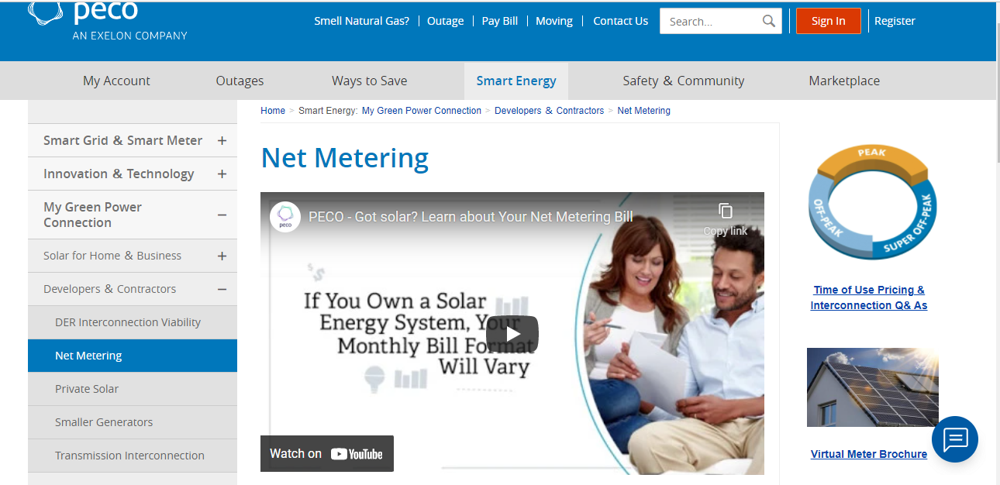 peco
AN EXELON COMPANY
Smell Natural Gas? | Outage | Pay Bill | Moving | Contact Us
Search...
Sign In
Register
My Account
Outages
Ways to Save
Smart Energy
Safety & Community
Marketplace
Home > Smart Energy: My Green Power Connection > Developers & Contractors > Net Metering
Smart Grid & Smart Meter +
Innovation & Technology +
My Green Power
Connection −
Solar for Home & Business +
Developers & Contractors −
DER Interconnection Viability
Net Metering
Private Solar
Smaller Generators
Transmission Interconnection
Net Metering
peco
PECO - Got solar? Learn about Your Net Metering Bill
Copy link
$
$
If You Own a Solar
Energy System, Your
Monthly Bill Format
Will Vary
Watch on YouTube
PEAK
OFF-PEAK
SUPER OFF-PEAK
Time of Use Pricing &
Interconnection Q& As
Virtual Meter Brochure